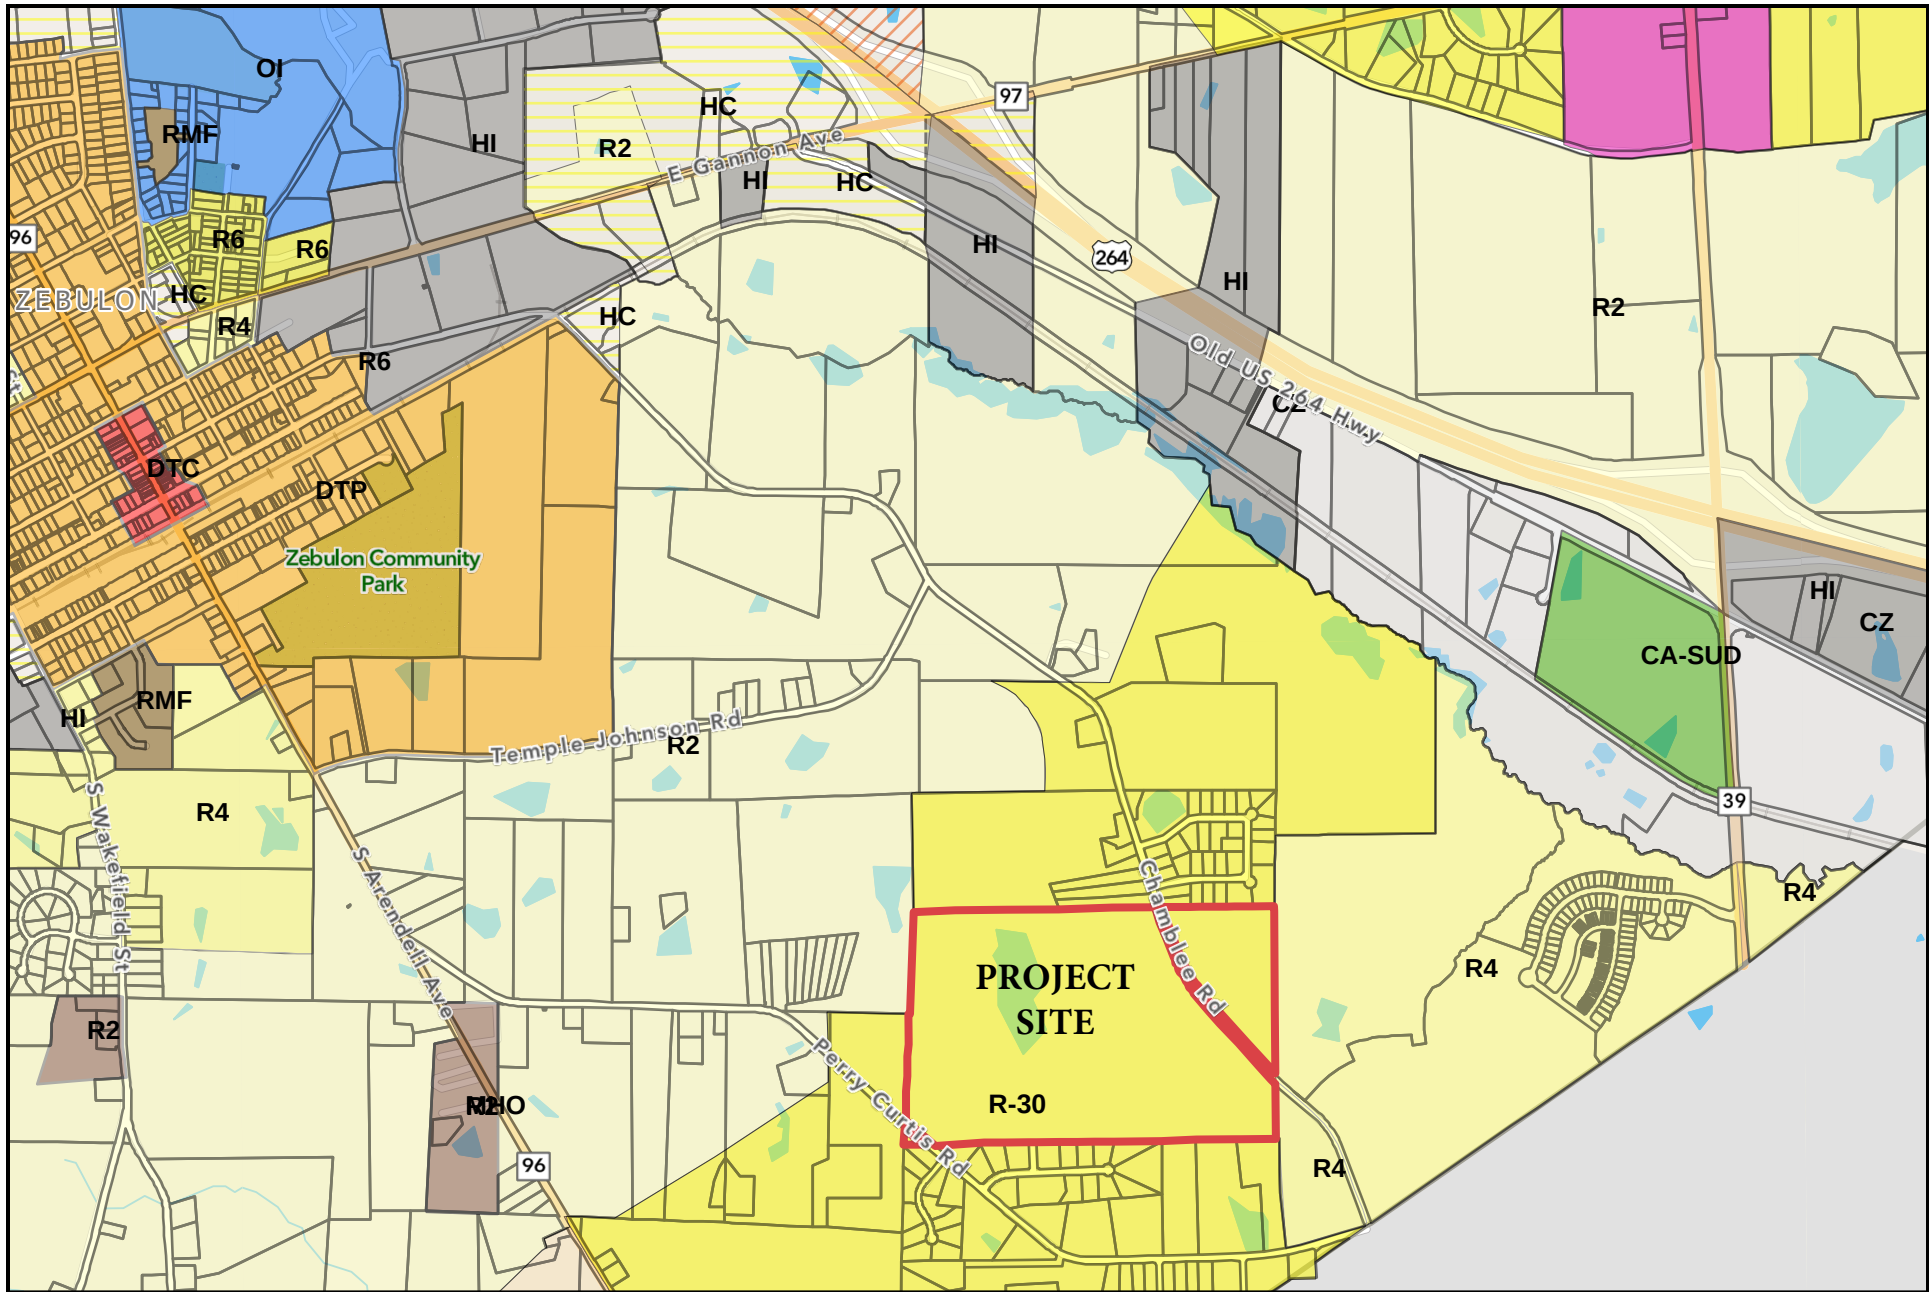 OI
97
HC
RMF
HI
R2
E Gannon Ave
HI
HC
96
R6
R6
HI
264
HI
ZEBULON
HC
R4
HC
R2
Old US 264 Hwy
R6
CZ
St
DTC
DTP
Zebulon Community
Park
HI
CZ
CA-SUD
RMF
HI
Temple Johnson Rd
R2
39
R4
S Wakefield St
S Arendell Ave
Chamblee Rd
R4
R4
PROJECT
SITE
R2
Perry Curtis Rd
R-30
MHO
96
R4